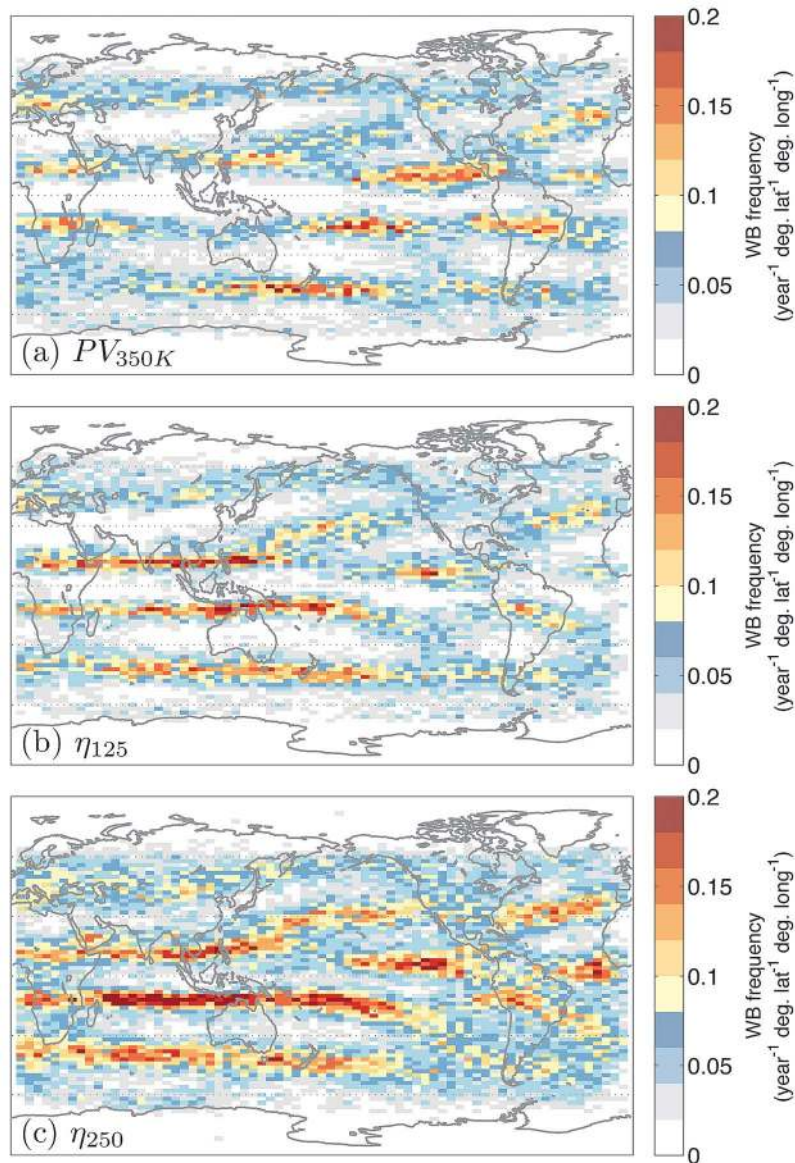 0.2
0.15
0.1
0.05
0
WB frequency
(year⁻¹ deg. lat⁻¹ deg. long⁻¹)
(a) PV₃₅₀K
0.2
0.15
0.1
0.05
0
WB frequency
(year⁻¹ deg. lat⁻¹ deg. long⁻¹)
(b) η₁₂₅
0.2
0.15
0.1
0.05
0
WB frequency
(year⁻¹ deg. lat⁻¹ deg. long⁻¹)
(c) η₂₅₀